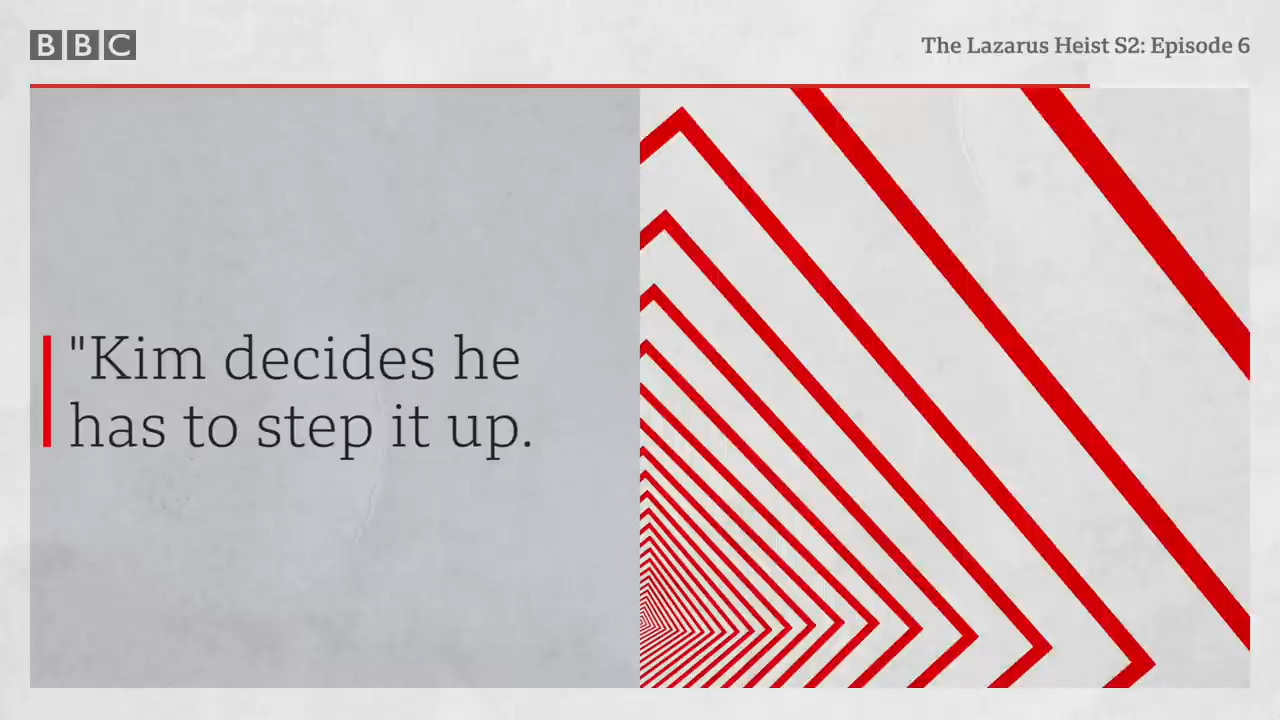 BBC
The Lazarus Heist S2: Episode 6
"Kim decides he
has to step it up.